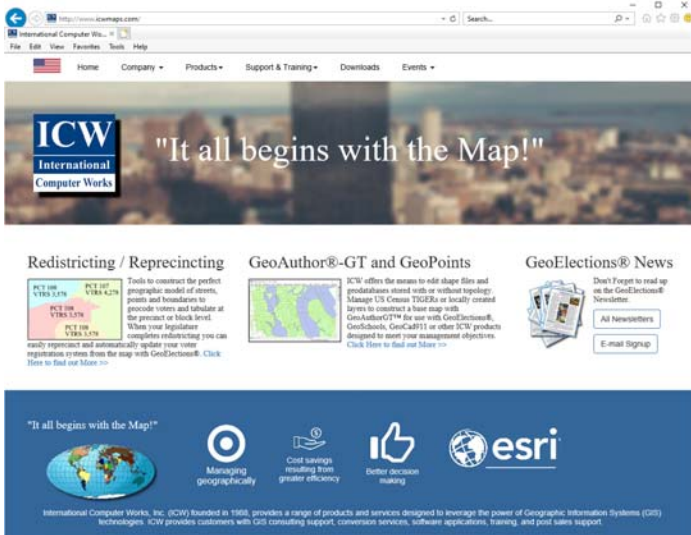 http://www.icwmaps.com/
Search...
International Computer Wo...
File Edit View Favorites Tools Help
Home Company Products Support & Training Downloads Events
ICW
International
Computer Works
"It all begins with the Map!"
Redistricting / Reprecincting
PCT 108
VTRS 3,578
PCT 107
VTRS 4,279
PCT 108
VTRS 3,578
Tools to construct the perfect
geographic model of streets,
points and boundaries to
geocode voters and tabulate at
the precinct or block level.
When your legislature
completes redistricting you can
easily reprecinct and automatically update your voter
registration system from the map with GeoElections®. Click
Here to find out More >>
GeoAuthor®-GT and GeoPoints
ICW offers the means to edit shape files and
geodatabases stored with or without topology.
Manage US Census TIGERs or locally created
layers to construct a base map with
GeoAuthorGT™ for use with GeoElections®,
GeoSchools, GeoCad911 or other ICW products
designed to meet your management objectives.
Click Here to find out More >>
GeoElections® News
Don't Forget to read up
on the GeoElections®
Newsletter.
All Newsletters
E-mail Signup
"It all begins with the Map!"
Managing
geographically
Cost savings
resulting from
greater efficiency
Better decision
making
esri
International Computer Works, Inc. (ICW) founded in 1988, provides a range of products and services designed to leverage the power of Geographic Information Systems (GIS)
technologies. ICW provides customers with GIS consulting support, conversion services, software applications, training, and post sales support.